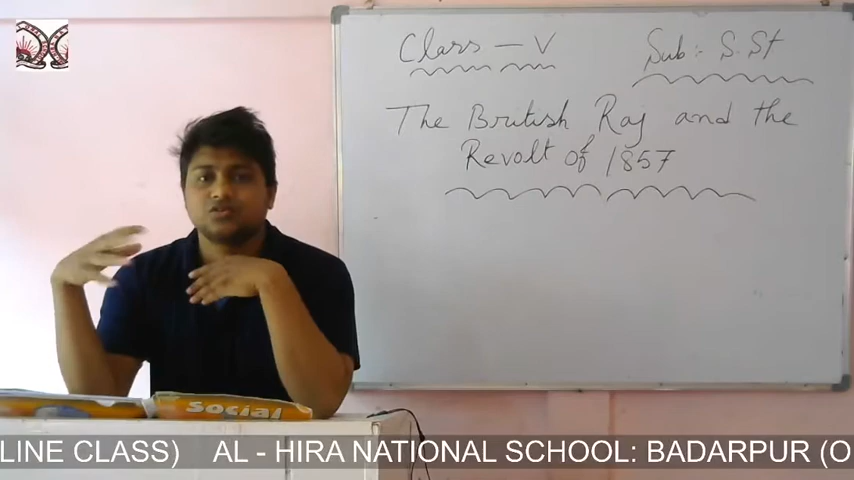 Class - V
Sub:- S.St
The British Raj and the
Revolt of 1857
Social
LINE CLASS) AL - HIRA NATIONAL SCHOOL: BADARPUR (O